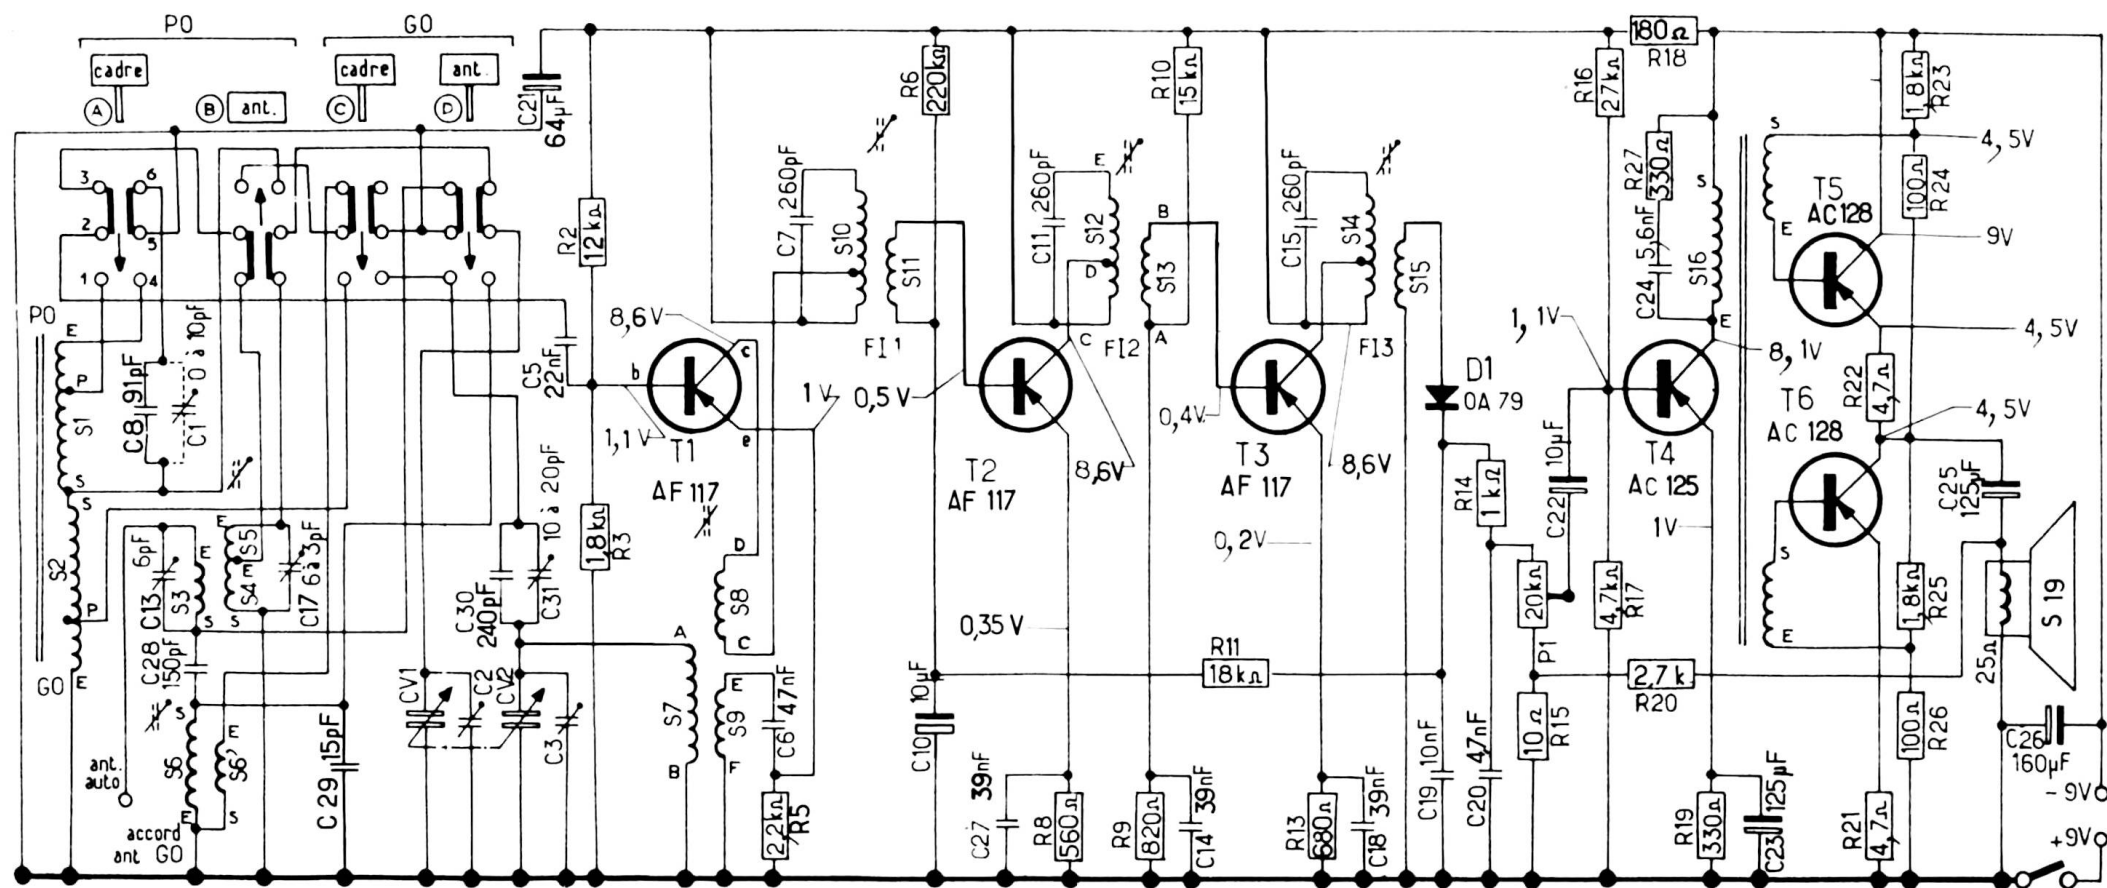 PO
GO
cadre
A
B
ant.
cadre
C
D
ant.
C21
64µF
3
6
2
5
1
4
PO
E
P
S1
S
C8 91pF
C1 0 à 10pF
S
S2
P
E
GO
6pF
C13
E
S3
S
E
S5
E
S4
S
C17 6 à 3pF
C28
150pF
S
S6
E
E
S6'
S
ant.
auto
accord
ant GO
C29 15pF
CV1
C2
CV2
C3
C30
240pF
C31
10 à 20pF
C5
22nF
R2
12kΩ
1,8kΩ
R3
8,6V
c
b
e
1V
1,1V
T1
AF 117
D
S8
C
A
S7
B
E
S9
F
C6
47nF
2,2kΩ
R5
C7 260pF
S10
S11
FI 1
R6
220kΩ
0,5V
T2
AF 117
8,6V
0,35V
10µF
C10
C27 39nF
R8
560Ω
C11 260pF
E
S12
D
C
FI2
R10
15kΩ
B
S13
A
0,4V
T3
AF 117
8,6V
0,2V
R11
18kΩ
R9
820Ω
C14 39nF
R13
680Ω
C18 39nF
C15 260pF
S14
S15
FI3
D1
OA 79
R14
1kΩ
C19 10nF
C20 47nF
20kΩ
P1
10Ω
R15
C22 10µF
R16
27kΩ
4,7kΩ
R17
180Ω
R18
R27
330Ω
C24 5,6nF
S
S16
E
1,1V
8,1V
T4
AC 125
1V
2,7k
R20
R19
330Ω
C23
125µF
S
E
S
E
T5
AC 128
T6
AC 128
1,8kΩ
R23
100Ω
R24
4,5V
9V
4,5V
R22
4,7Ω
4,5V
C25
125µF
1,8kΩ
R25
100Ω
R26
R21
4,7Ω
25Ω
S19
C26
160µF
- 9V
+9V